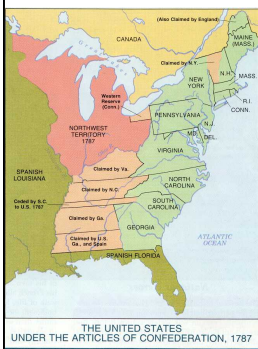 (Also Claimed by England)
MAINE
(MASS.)
CANADA
Claimed by N.Y.
N.H.
MASS.
NEW
YORK
R.I.
CONN.
Western
Reserve
(Conn.)
PENNSYLVANIA
N.J.
NORTHWEST
TERRITORY
1787
MD.
DEL.
VIRGINIA
SPANISH
LOUISIANA
Claimed by Va.
Claimed by N.C.
NORTH
CAROLINA
Ceded by S.C.
to U.S. 1787
SOUTH
CAROLINA
Claimed by Ga
GEORGIA
ATLANTIC
OCEAN
Claimed by U.S.
Ga., and Spain
SPANISH FLORIDA
THE UNITED STATES
UNDER THE ARTICLES OF CONFEDERATION, 1787